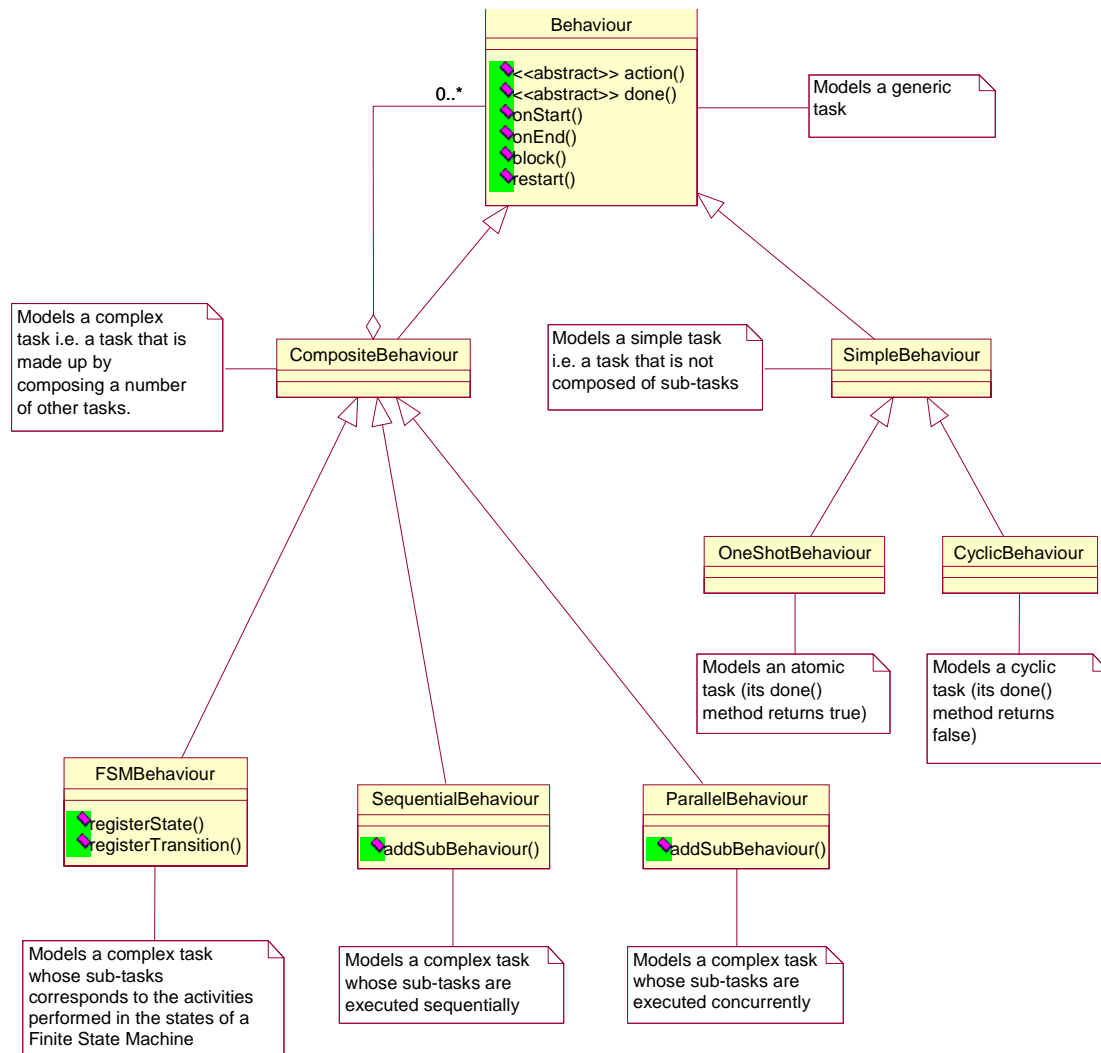 Behaviour
<<abstract>> action()
<<abstract>> done()
onStart()
onEnd()
block()
restart()
0..*
Models a generic
task
Models a complex
task i.e. a task that is
made up by
composing a number
of other tasks.
CompositeBehaviour
Models a simple task
i.e. a task that is not
composed of sub-tasks
SimpleBehaviour
OneShotBehaviour
CyclicBehaviour
Models an atomic
task (its done()
method returns true)
Models a cyclic
task (its done()
method returns
false)
FSMBehaviour
registerState()
registerTransition()
SequentialBehaviour
addSubBehaviour()
ParallelBehaviour
addSubBehaviour()
Models a complex task
whose sub-tasks
corresponds to the activities
performed in the states of a
Finite State Machine
Models a complex task
whose sub-tasks are
executed sequentially
Models a complex task
whose sub-tasks are
executed concurrently